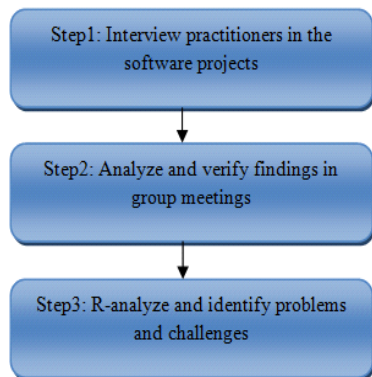 Step1: Interview practitioners in the
software projects
Step2: Analyze and verify findings in
group meetings
Step3: R-analyze and identify problems
and challenges